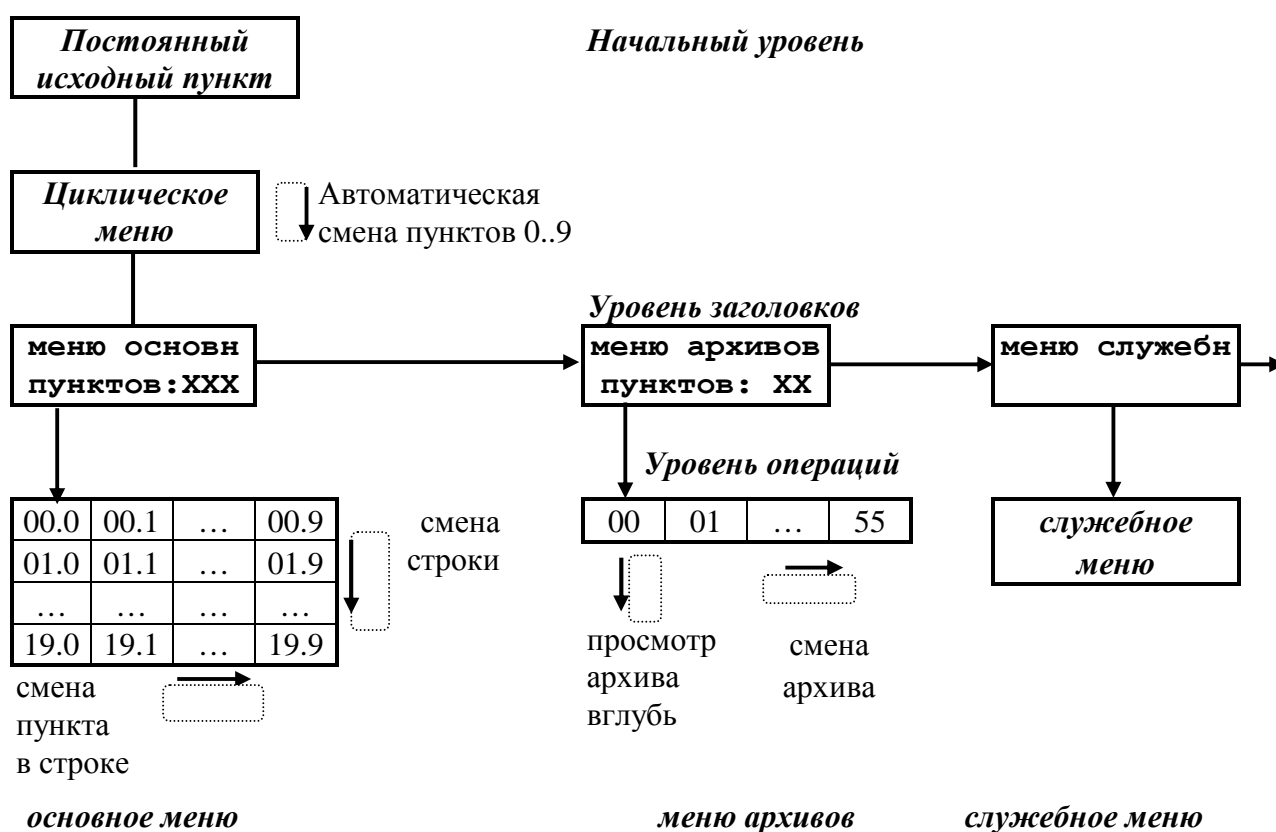 Постоянный
исходный пункт
Начальный уровень
Циклическое
меню
Автоматическая
смена пунктов 0..9
Уровень заголовков
меню основн
пунктов:XXX
меню архивов
пунктов: XX
меню служебн
Уровень операций
00.0 00.1 … 00.9
01.0 01.1 … 01.9
… … … …
19.0 19.1 … 19.9
смена
строки
00 01 … 55
служебное
меню
смена
пункта
в строке
просмотр
архива
вглубь
смена
архива
основное меню
меню архивов
служебное меню